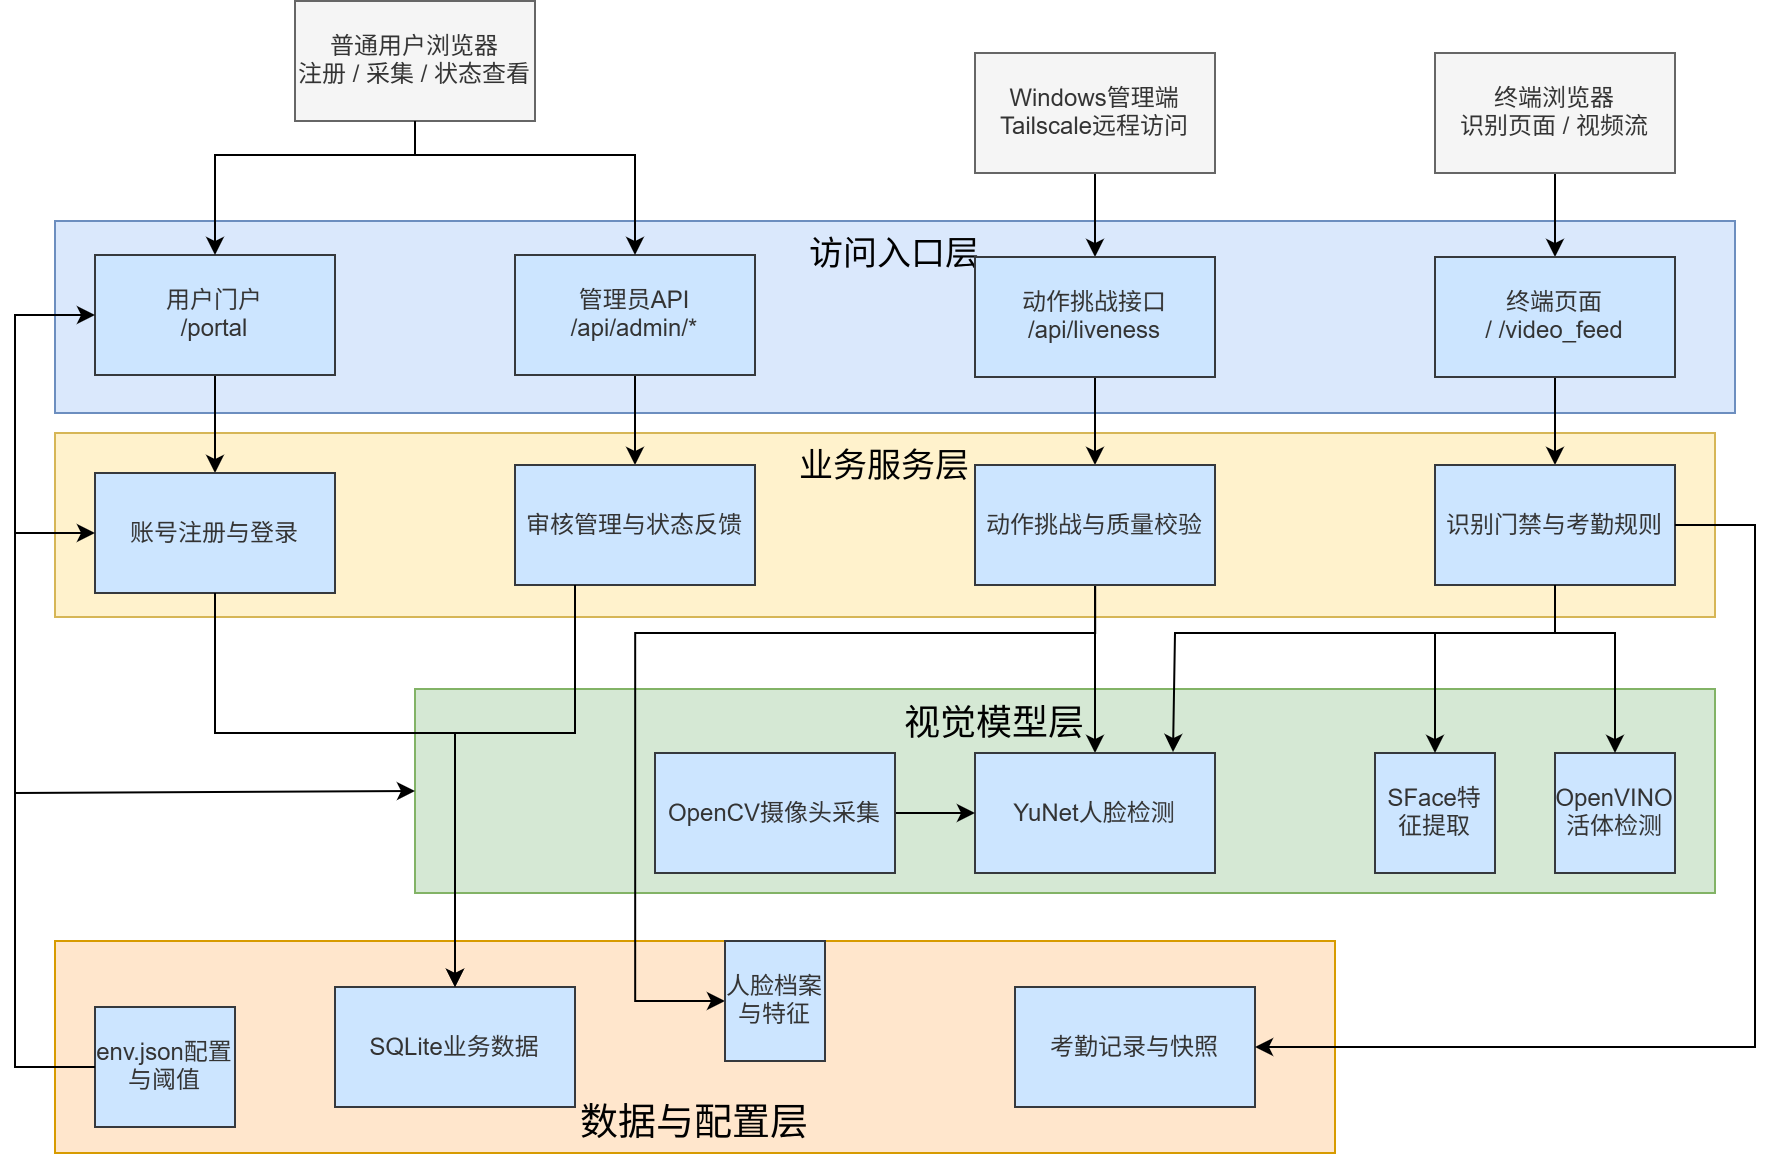 普通用户浏览器
注册 / 采集 / 状态查看
Windows管理端
Tailscale远程访问
终端浏览器
识别页面 / 视频流
访问入口层
用户门户
/portal
管理员API
/api/admin/*
动作挑战接口
/api/liveness
终端页面
/ /video_feed
业务服务层
账号注册与登录
审核管理与状态反馈
动作挑战与质量校验
识别门禁与考勤规则
视觉模型层
OpenCV摄像头采集
YuNet人脸检测
SFace特
征提取
OpenVINO
活体检测
env.json配置
与阈值
SQLite业务数据
人脸档案
与特征
考勤记录与快照
数据与配置层